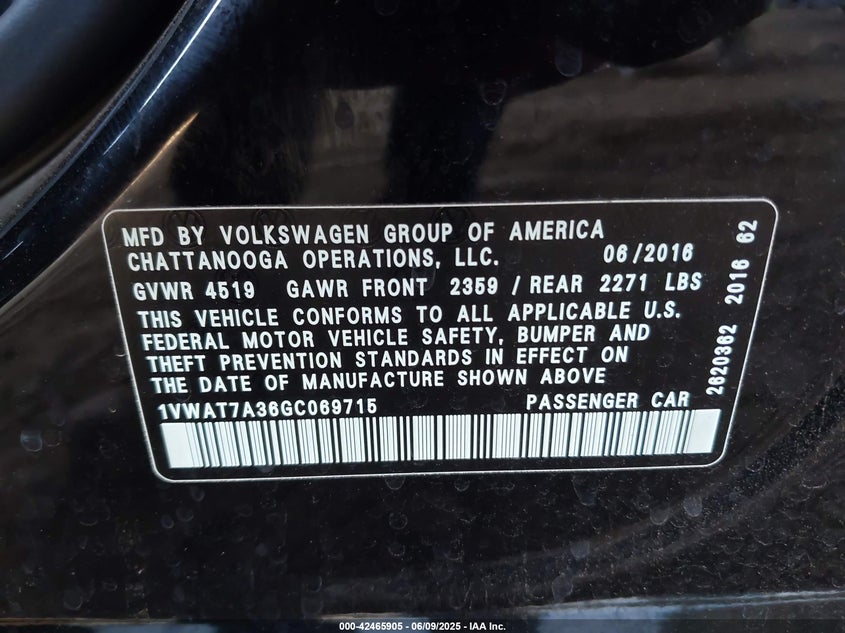 MFD BY VOLKSWAGEN GROUP OF AMERICA
CHATTANOOGA OPERATIONS, LLC. 06/2016
GVWR 4519 GAWR FRONT 2359 / REAR 2271 LBS
THIS VEHICLE CONFORMS TO ALL APPLICABLE U.S.
FEDERAL MOTOR VEHICLE SAFETY, BUMPER AND
THEFT PREVENTION STANDARDS IN EFFECT ON
THE DATE OF MANUFACTURE SHOWN ABOVE
1VWAT7A36GC069715 PASSENGER CAR
2620362 2016 62
000-42465905 - 06/09/2025 - IAA Inc.